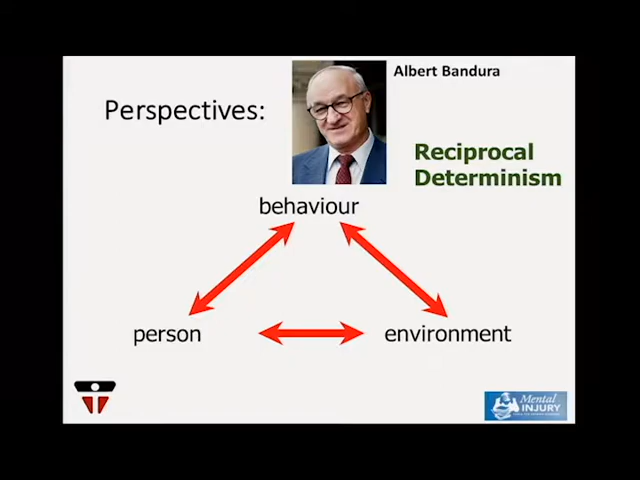 Albert Bandura
Perspectives:
Reciprocal
Determinism
behaviour
person
environment
Mental
INJURY